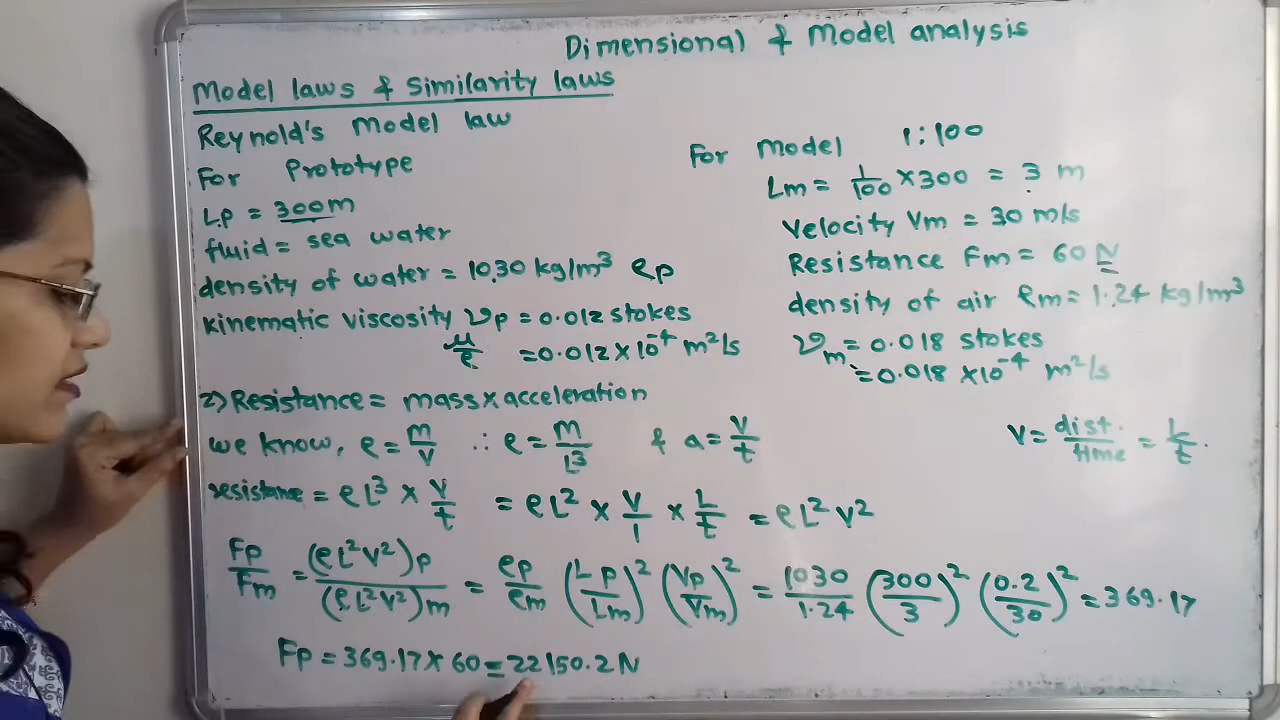 Dimensional & Model analysis
Model laws & Similarity laws
Reynold's Model law
For Prototype
Lp = 300m
fluid = sea water
density of water = 1030 kg/m³ ρp
kinematic viscosity νp = 0.012 stokes
μ/ρ = 0.012 × 10⁻⁴ m²/s
For Model 1:100
Lm = 1/100 × 300 = 3 m
Velocity Vm = 30 m/s
Resistance Fm = 60 N
density of air ρm = 1.24 kg/m³
νm = 0.018 stokes
= 0.018 × 10⁻⁴ m²/s
2) Resistance = mass × acceleration
we know, ρ = m/v ∴ ρ = m/L³ & a = v/t
V = dist./time = L/t.
resistance = ρL³ × v/t = ρL² × v/1 × L/t = ρL² v²
Fp/Fm = (ρL²v²)p/(ρL²v²)m = ρp/ρm (Lp/Lm)² (Vp/Vm)² = 1030/1.24 (300/3)² (0.2/30)² = 369.17
Fp = 369.17 × 60 = 22150.2 N